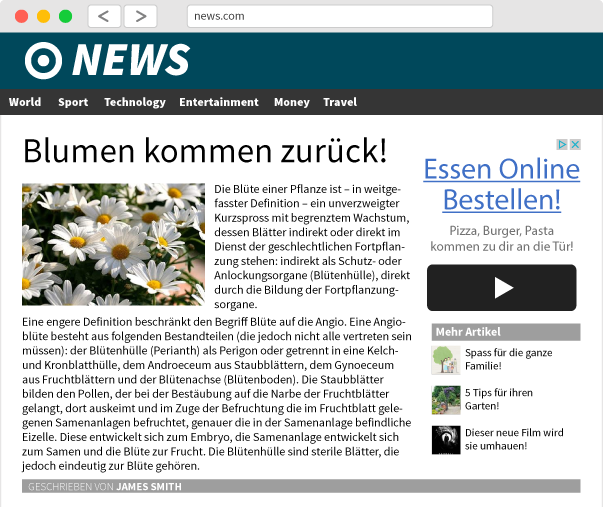 news.com
NEWS
World Sport Technology Entertainment Money Travel
Blumen kommen zurück!
Die Blüte einer Pflanze ist – in weitge-
fasster Definition – ein unverzweigter
Kurzspross mit begrenztem Wachstum,
dessen Blätter indirekt oder direkt im
Dienst der geschlechtlichen Fortpflan-
zung stehen: indirekt als Schutz- oder
Anlockungsorgane (Blütenhülle), direkt
durch die Bildung der Fortpflanzung-
sorgane.
Eine engere Definition beschränkt den Begriff Blüte auf die Angio. Eine Angio-
blüte besteht aus folgenden Bestandteilen (die jedoch nicht alle vertreten sein
müssen): der Blütenhülle (Perianth) als Perigon oder getrennt in eine Kelch-
und Kronblatthülle, dem Androeceum aus Staubblättern, dem Gynoeceum
aus Fruchtblättern und der Blütenachse (Blütenboden). Die Staubblätter
bilden den Pollen, der bei der Bestäubung auf die Narbe der Fruchtblätter
gelangt, dort auskeimt und im Zuge der Befruchtung die im Fruchtblatt gele-
genen Samenanlagen befruchtet, genauer die in der Samenanlage befindliche
Eizelle. Diese entwickelt sich zum Embryo, die Samenanlage entwickelt sich
zum Samen und die Blüte zur Frucht. Die Blütenhülle sind sterile Blätter, die
jedoch eindeutig zur Blüte gehören.
GESCHRIEBEN VON JAMES SMITH
Essen Online
Bestellen!
Pizza, Burger, Pasta
kommen zu dir an die Tür!
Mehr Artikel
Spass für die ganze
Familie!
5 Tips für ihren
Garten!
Dieser neue Film wird
sie umhauen!